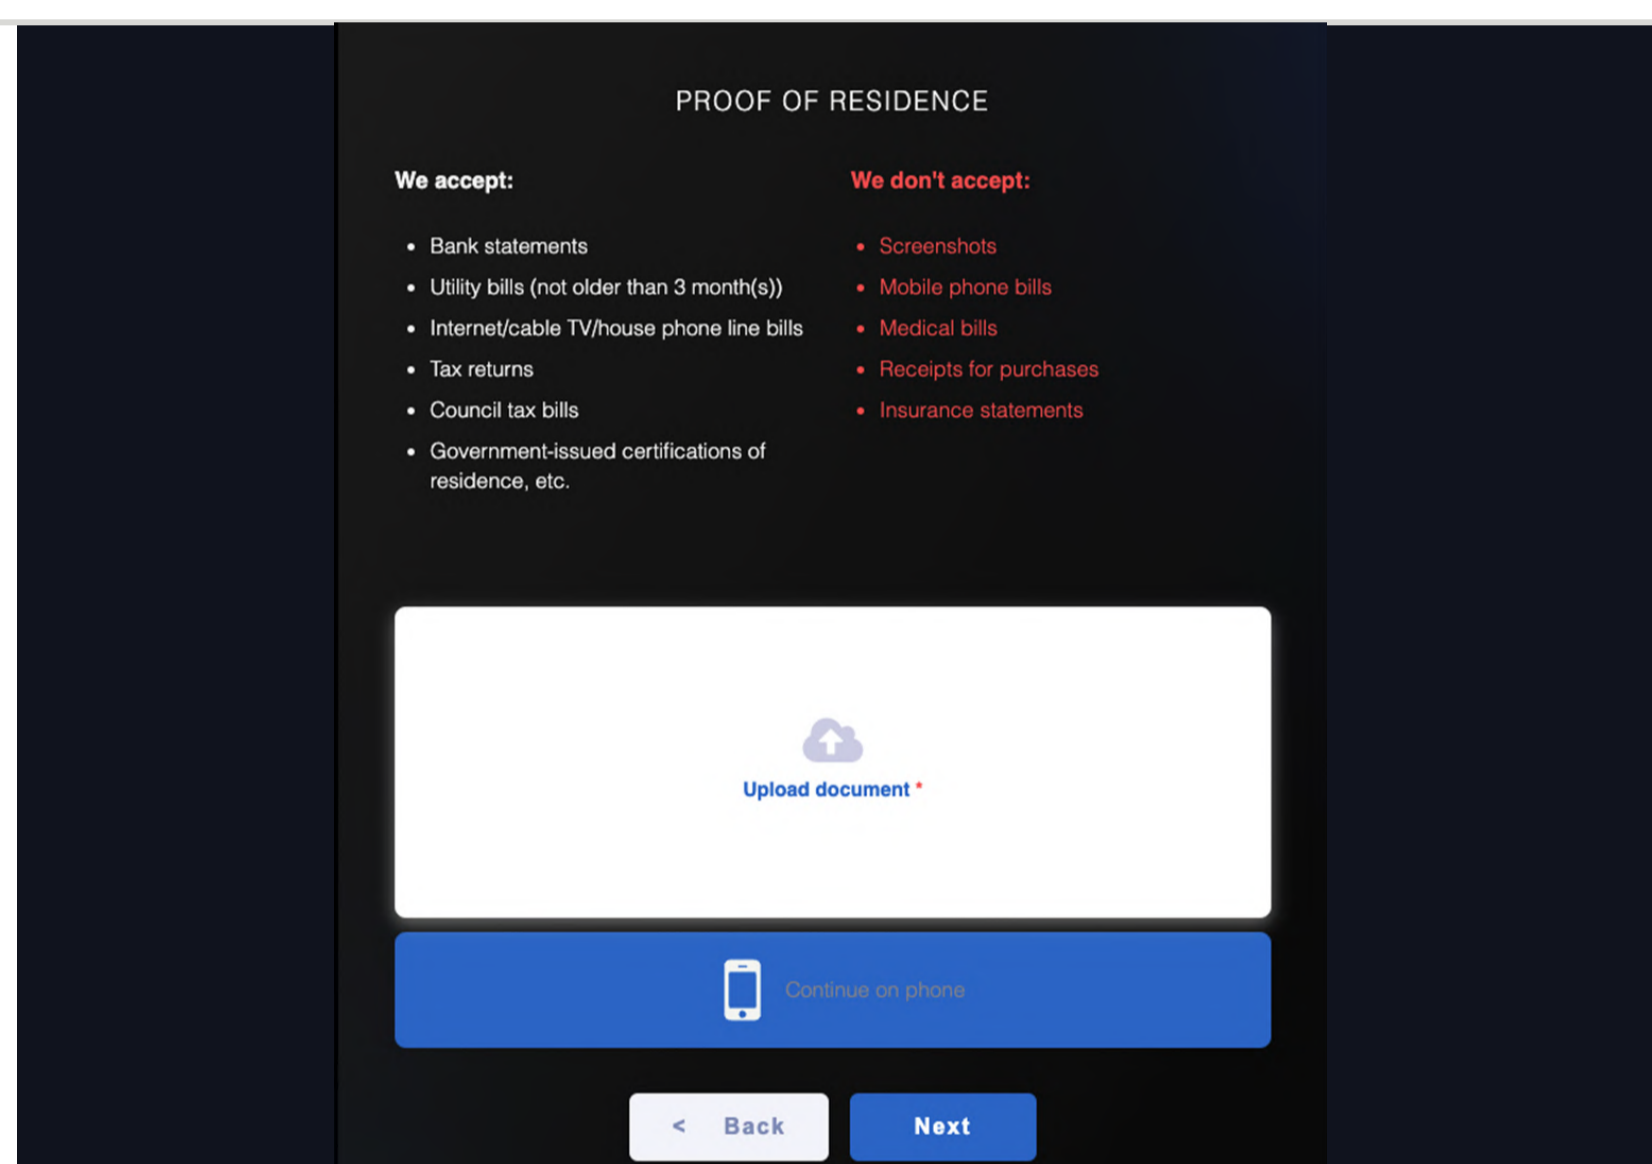 PROOF OF RESIDENCE
We accept:
• Bank statements
• Utility bills (not older than 3 month(s))
• Internet/cable TV/house phone line bills
• Tax returns
• Council tax bills
• Government-issued certifications of
residence, etc.
We don't accept:
• Screenshots
• Mobile phone bills
• Medical bills
• Receipts for purchases
• Insurance statements
Upload document *
Continue on phone
< Back
Next